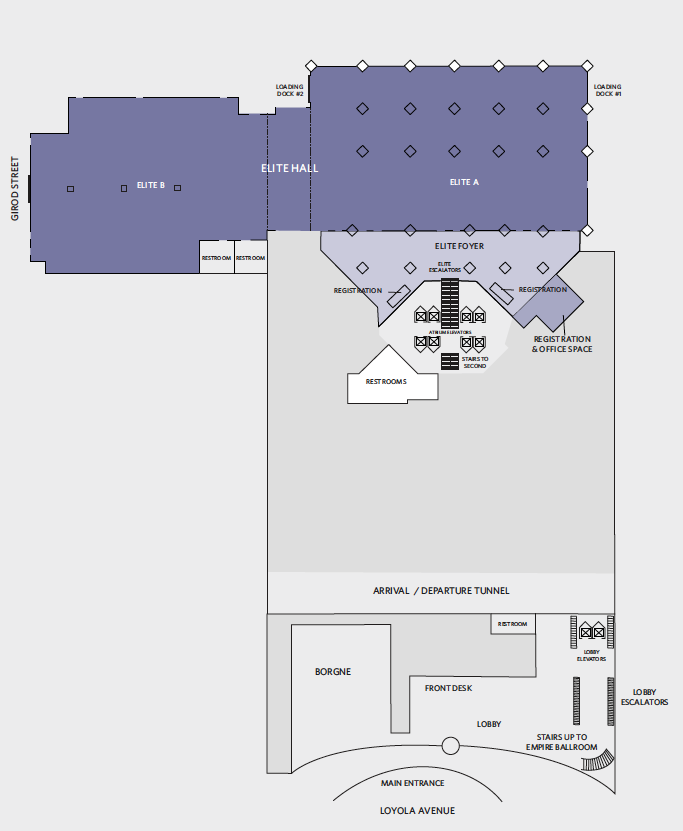 LOADING
DOCK #2
LOADING
DOCK #1
ELITE HALL
ELITE B
ELITE A
GIROD STREET
ELITE FOYER
RESTROOM
RESTROOM
ELITE
ESCALATORS
REGISTRATION
REGISTRATION
ATRIUM ELEVATORS
REGISTRATION
& OFFICE SPACE
STAIRS TO
SECOND
RESTROOMS
ARRIVAL / DEPARTURE TUNNEL
RESTROOM
LOBBY
ELEVATORS
BORGNE
FRONT DESK
LOBBY
ESCALATORS
LOBBY
STAIRS UP TO
EMPIRE BALLROOM
MAIN ENTRANCE
LOYOLA AVENUE